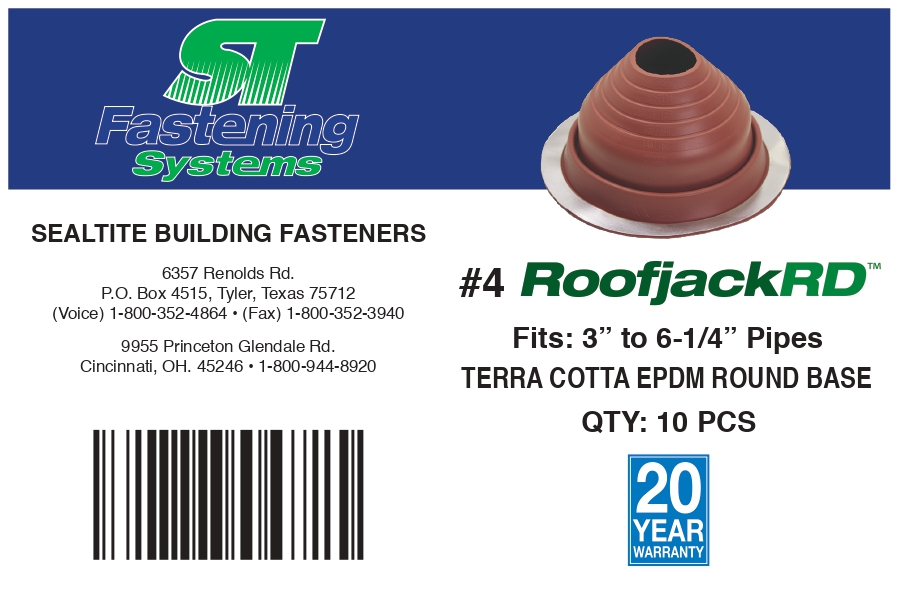 ST
Fastening
Systems
SEALTITE BUILDING FASTENERS
6357 Renolds Rd.
P.O. Box 4515, Tyler, Texas 75712
(Voice) 1-800-352-4864 • (Fax) 1-800-352-3940
9955 Princeton Glendale Rd.
Cincinnati, OH. 45246 • 1-800-944-8920
#4 RoofjackRD™
Fits: 3” to 6-1/4” Pipes
TERRA COTTA EPDM ROUND BASE
QTY: 10 PCS
20
YEAR
WARRANTY